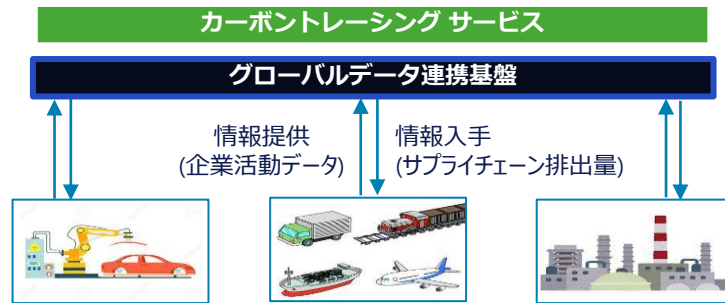 カーボントレーシング サービス
グローバルデータ連携基盤
情報提供
(企業活動データ)
情報入手
(サプライチェーン排出量)